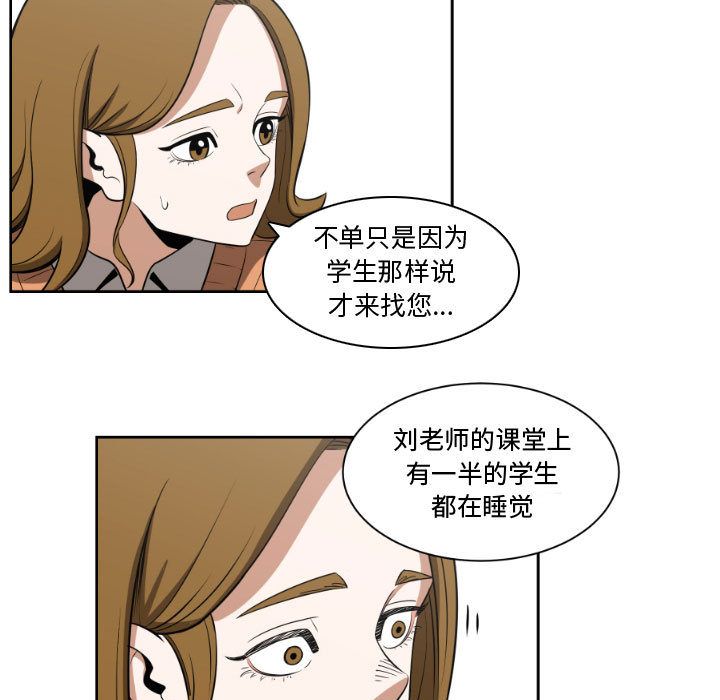 不单只是因为
学生那样说
才来找您...
刘老师的课堂上
有一半的学生
都在睡觉